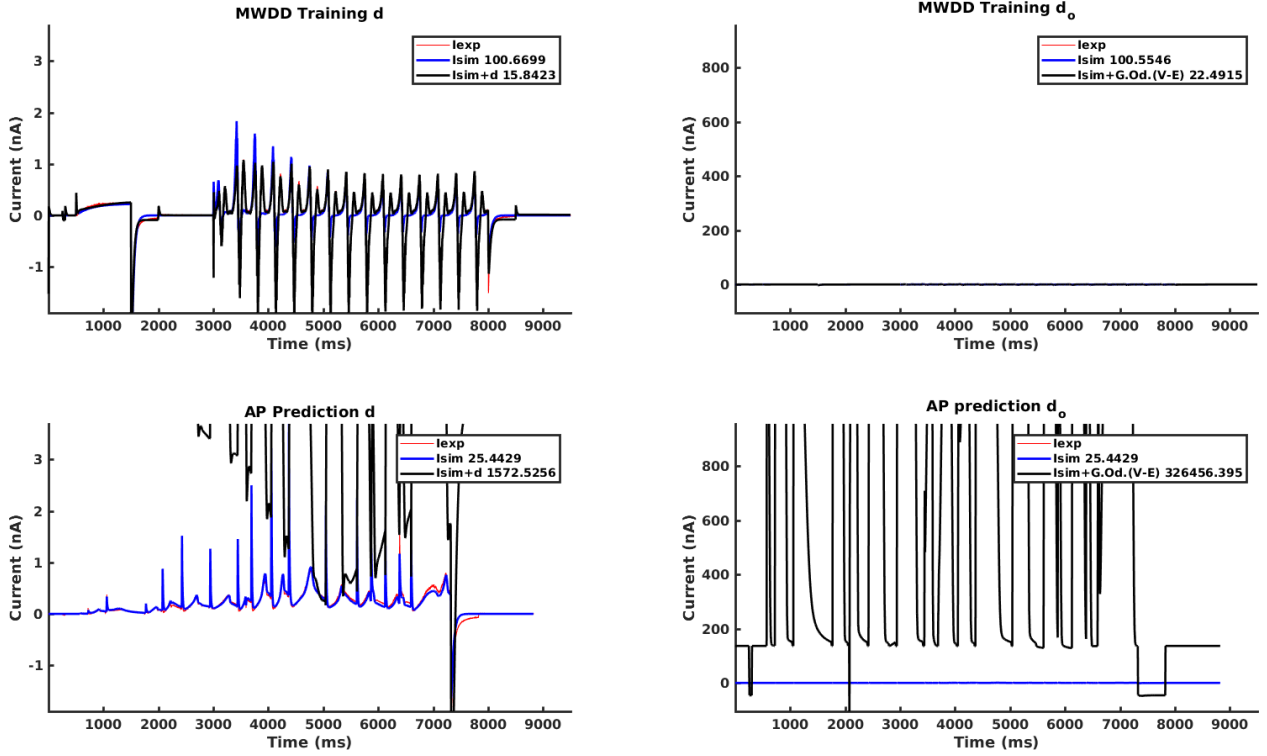 MWDD Training d
Iexp
Isim 100.6699
Isim+d 15.8423
Current (nA)
3
2
1
0
-1
1000 2000 3000 4000 5000 6000 7000 8000 9000
Time (ms)
MWDD Training do
Iexp
Isim 100.5546
Isim+G.Od.(V-E) 22.4915
Current (nA)
800
600
400
200
0
1000 2000 3000 4000 5000 6000 7000 8000 9000
Time (ms)
AP Prediction d
Iexp
Isim 25.4429
Isim+d 1572.5256
Current (nA)
3
2
1
0
-1
1000 2000 3000 4000 5000 6000 7000 8000 9000
Time (ms)
AP prediction do
Iexp
Isim 25.4429
Isim+G.Od.(V-E) 326456.395
Current (nA)
800
600
400
200
0
1000 2000 3000 4000 5000 6000 7000 8000 9000
Time (ms)